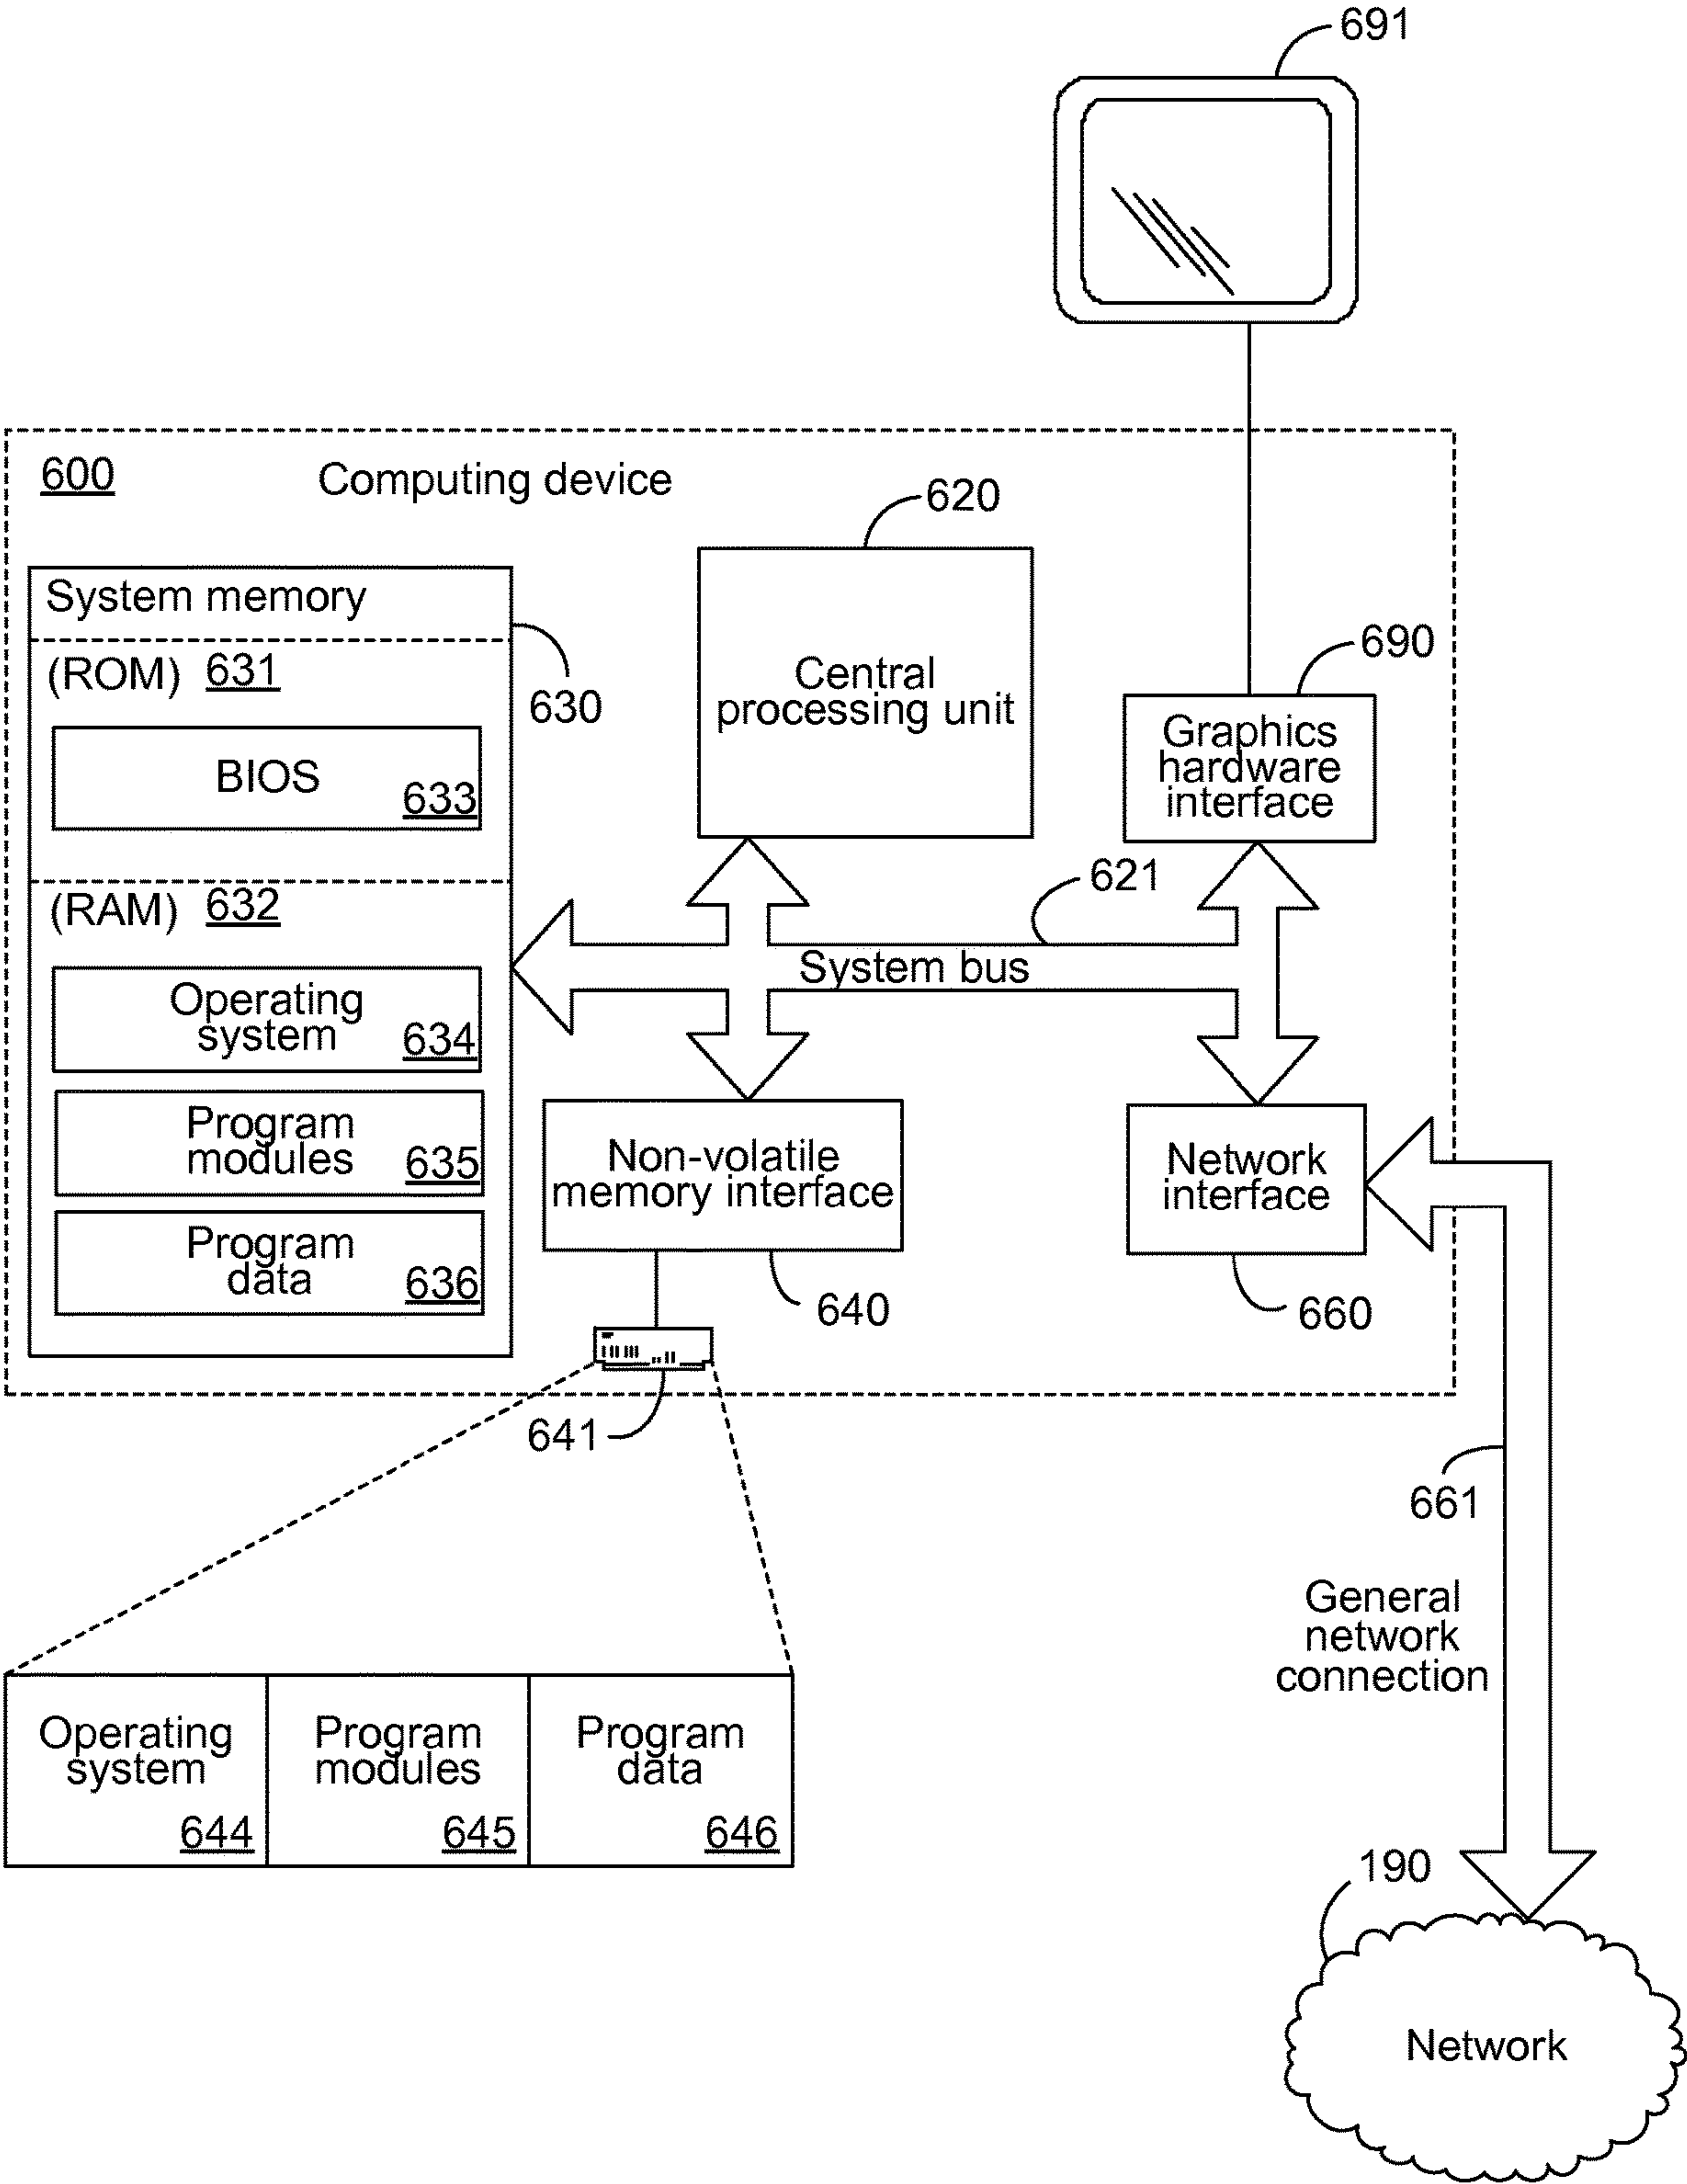 691
600
Computing device
620
System memory
(ROM) 631
630
BIOS
633
Central
processing unit
690
Graphics
hardware
interface
621
(RAM) 632
System bus
Operating
system
634
Program
modules
635
Program
data
636
Non-volatile
memory interface
640
Network
interface
660
641
661
General
network
connection
Operating
system
644
Program
modules
645
Program
data
646
190
Network